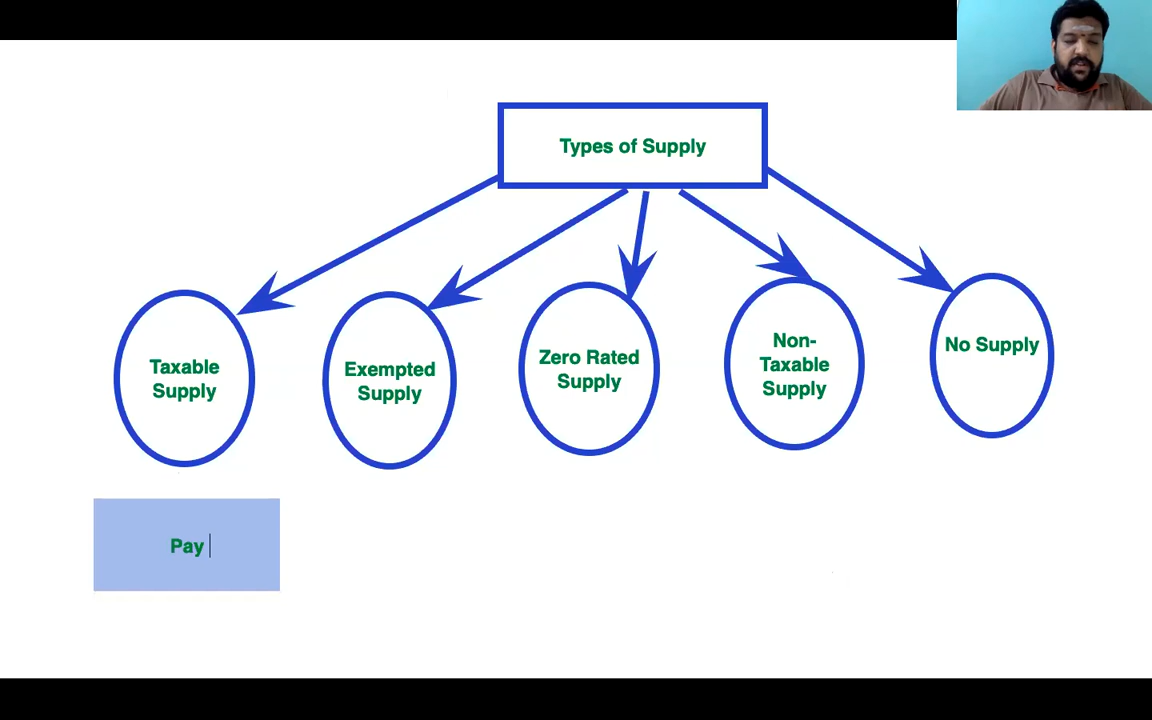 Types of Supply
Taxable
Supply
Exempted
Supply
Zero Rated
Supply
Non-
Taxable
Supply
No Supply
Pay